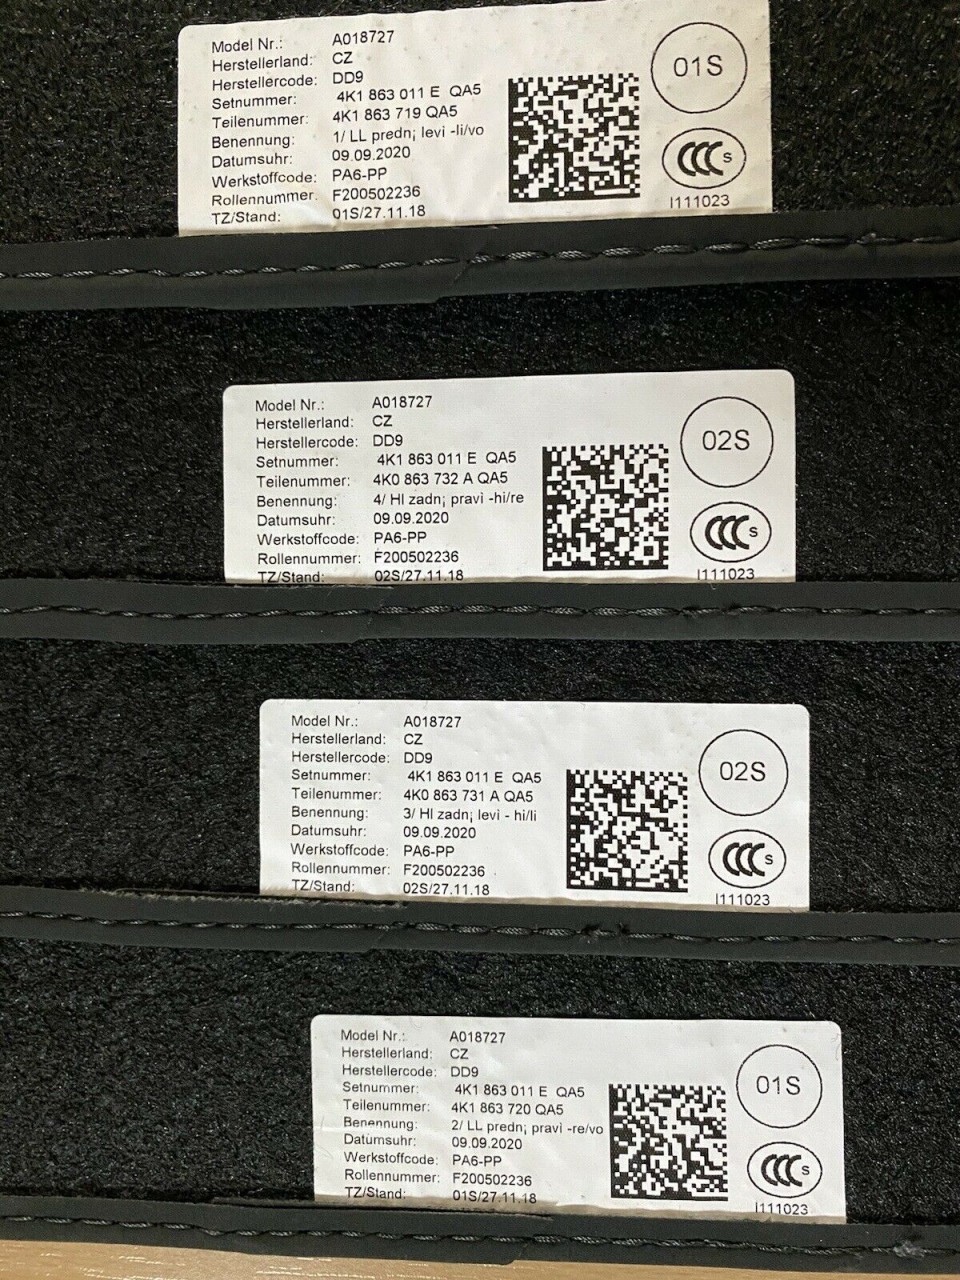 Model Nr.: A018727
Herstellerland: CZ
Herstellercode: DD9
Setnummer: 4K1 863 011 E QA5
Teilenummer: 4K1 863 719 QA5
Benennung: 1/ LL predn¡ levi -li/vo
Datumsuhr: 09.09.2020
Werkstoffcode: PA6-PP
Rollennummer: F200502236
TZ/Stand: 01S/27.11.18
01S
CCC S
I111023
Model Nr.: A018727
Herstellerland: CZ
Herstellercode: DD9
Setnummer: 4K1 863 011 E QA5
Teilenummer: 4K0 863 732 A QA5
Benennung: 4/ Hl zadn¡ pravi -hi/re
Datumsuhr: 09.09.2020
Werkstoffcode: PA6-PP
Rollennummer: F200502236
TZ/Stand: 02S/27.11.18
02S
CCC S
I111023
Model Nr.: A018727
Herstellerland: CZ
Herstellercode: DD9
Setnummer: 4K1 863 011 E QA5
Teilenummer: 4K0 863 731 A QA5
Benennung: 3/ Hl zadn¡ levi - hi/li
Datumsuhr: 09.09.2020
Werkstoffcode: PA6-PP
Rollennummer: F200502236
TZ/Stand: 02S/27.11.18
02S
CCC S
I111023
Model Nr.: A018727
Herstellerland: CZ
Herstellercode: DD9
Setnummer: 4K1 863 011 E QA5
Teilenummer: 4K1 863 720 QA5
Benennung: 2/ LL predn¡ pravi -re/vo
Datumsuhr: 09.09.2020
Werkstoffcode: PA6-PP
Rollennummer: F200502236
TZ/Stand: 01S/27.11.18
01S
CCC S
I111023